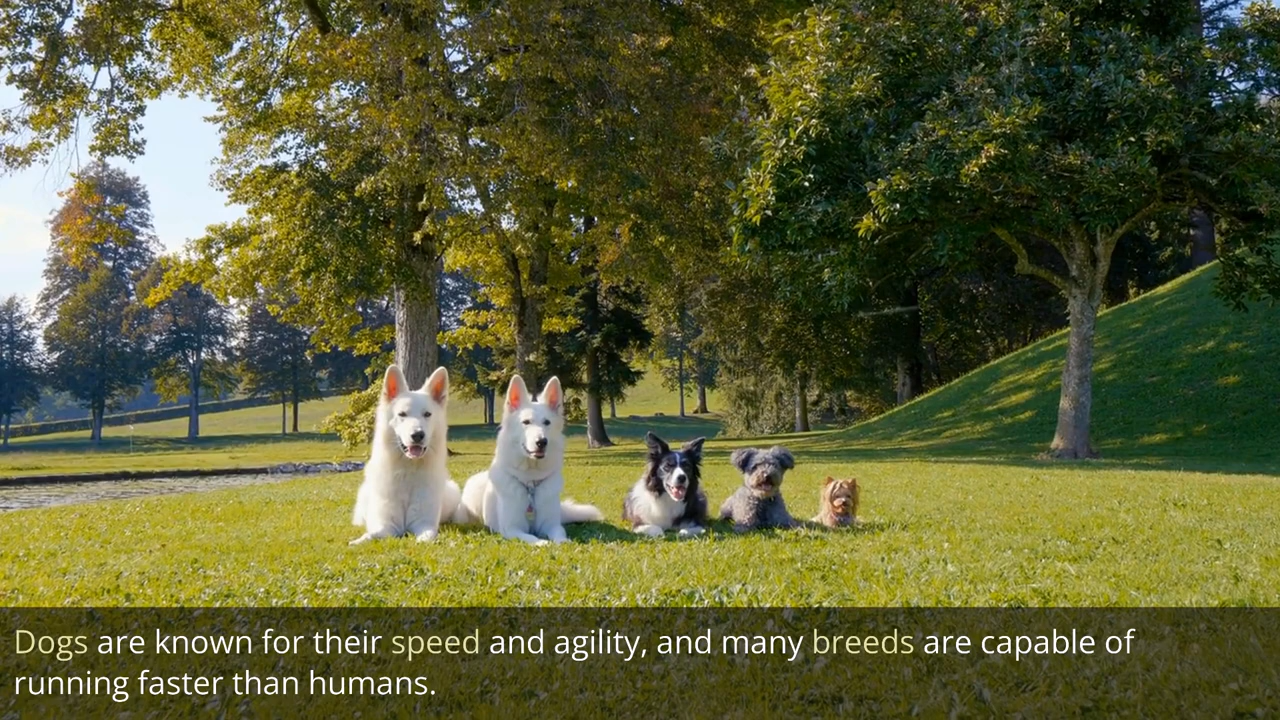 Dogs are known for their speed and agility, and many breeds are capable of
running faster than humans.